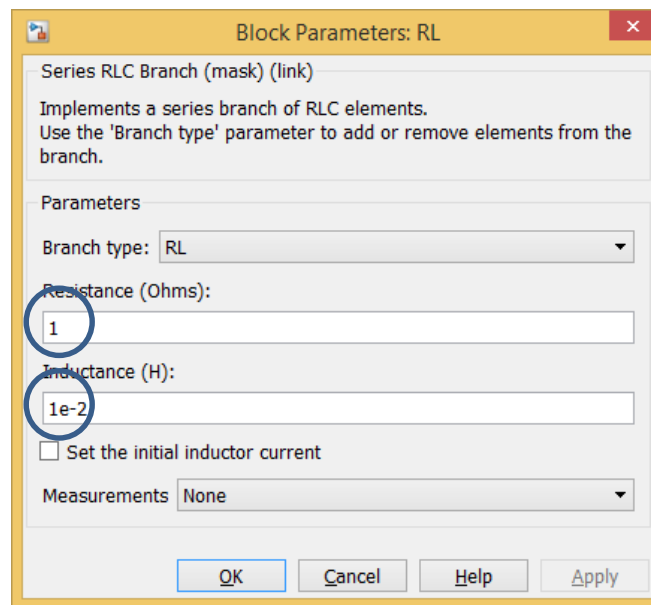 Block Parameters: RL
Series RLC Branch (mask) (link)
Implements a series branch of RLC elements.
Use the 'Branch type' parameter to add or remove elements from the
branch.
Parameters
Branch type: RL
Resistance (Ohms):
1
Inductance (H):
1e-2
Set the initial inductor current
Measurements None
OK Cancel Help Apply